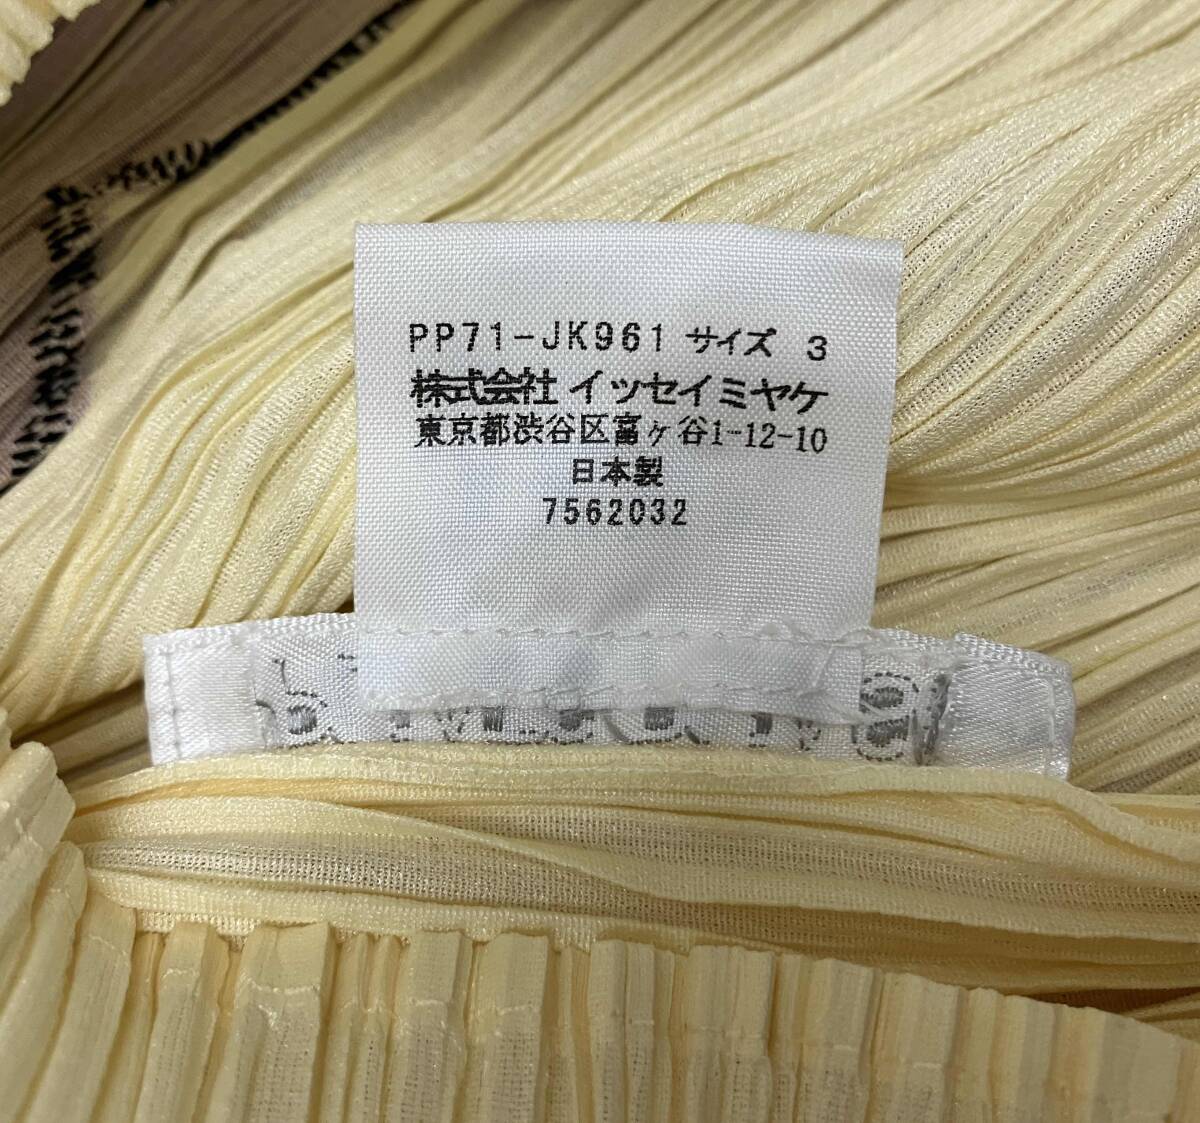 PP71-JK961 サイズ 3
株式会社 イッセイミヤケ
東京都渋谷区富ヶ谷1-12-10
日本製
7562032